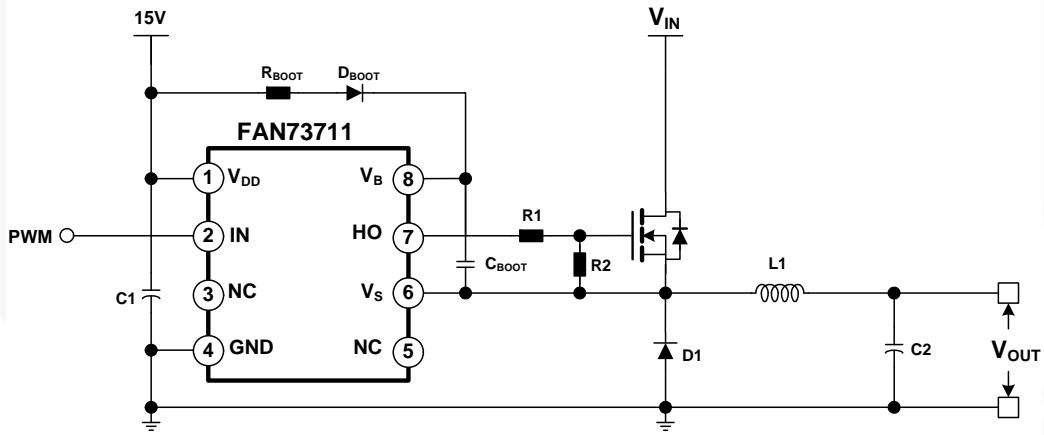 15V
V_IN
R_BOOT
D_BOOT
FAN73711
1 V_DD
V_B 8
PWM
2 IN
HO 7
R1
R2
C_BOOT
L1
C1
3 NC
V_S 6
4 GND
NC 5
D1
C2
V_OUT